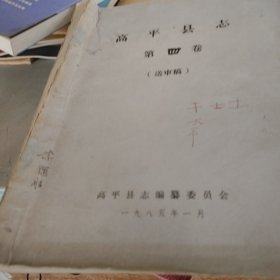 高平县志
第四卷
（送审稿）
高平县志编纂委员会
一九八五年一月